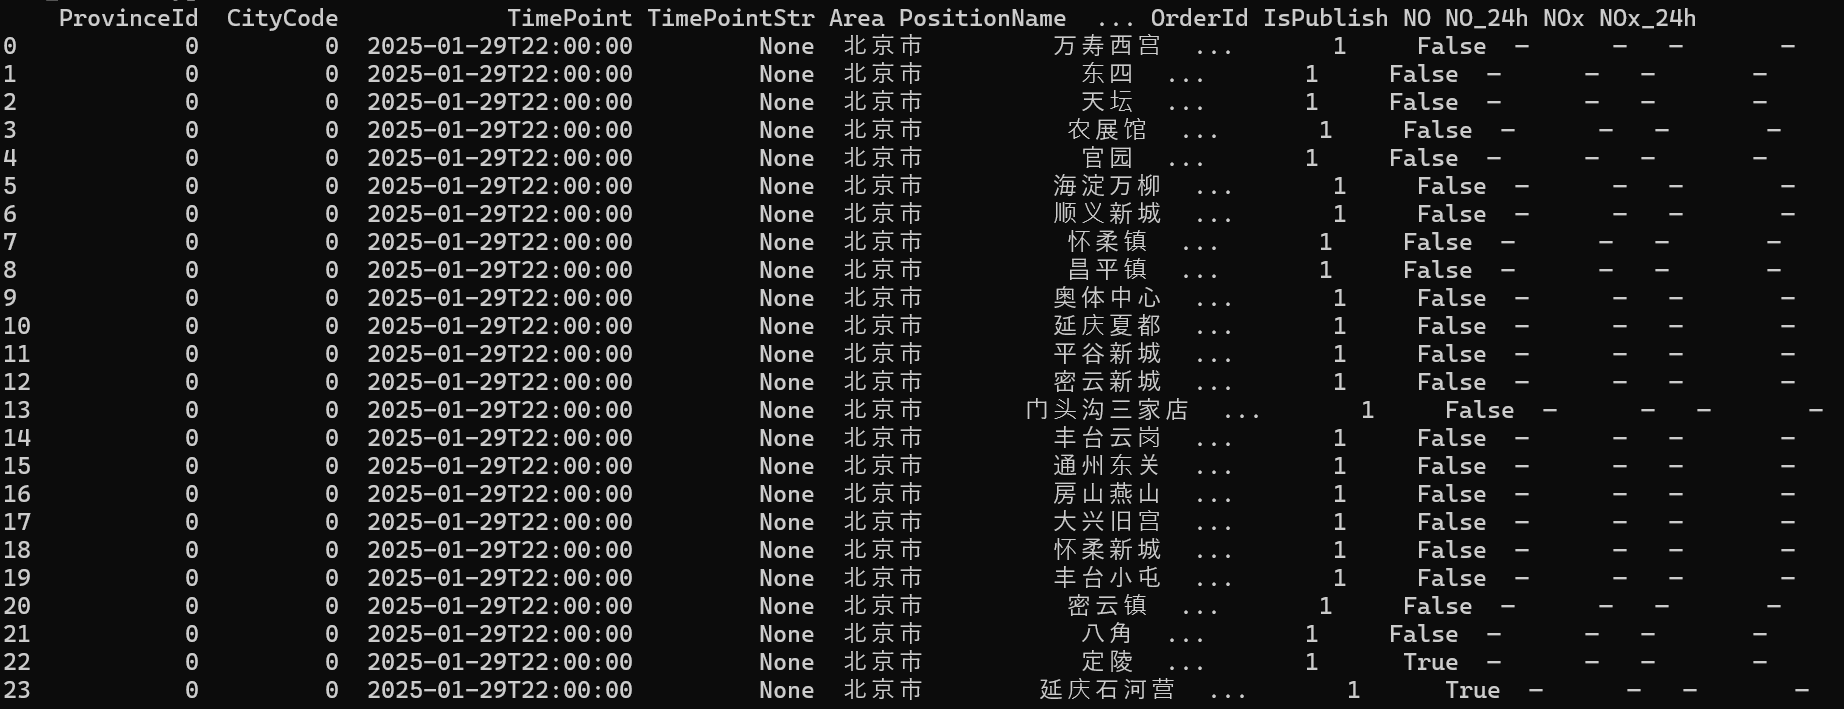 ProvinceId CityCode TimePoint TimePointStr Area PositionName ... OrderId IsPublish NO NO_24h NOx NOx_24h
0 0 0 2025-01-29T22:00:00 None 北京市 万寿西宫 ... 1 False — — — —
1 0 0 2025-01-29T22:00:00 None 北京市 东四 ... 1 False — — — —
2 0 0 2025-01-29T22:00:00 None 北京市 天坛 ... 1 False — — — —
3 0 0 2025-01-29T22:00:00 None 北京市 农展馆 ... 1 False — — — —
4 0 0 2025-01-29T22:00:00 None 北京市 官园 ... 1 False — — — —
5 0 0 2025-01-29T22:00:00 None 北京市 海淀万柳 ... 1 False — — — —
6 0 0 2025-01-29T22:00:00 None 北京市 顺义新城 ... 1 False — — — —
7 0 0 2025-01-29T22:00:00 None 北京市 怀柔镇 ... 1 False — — — —
8 0 0 2025-01-29T22:00:00 None 北京市 昌平镇 ... 1 False — — — —
9 0 0 2025-01-29T22:00:00 None 北京市 奥体中心 ... 1 False — — — —
10 0 0 2025-01-29T22:00:00 None 北京市 延庆夏都 ... 1 False — — — —
11 0 0 2025-01-29T22:00:00 None 北京市 平谷新城 ... 1 False — — — —
12 0 0 2025-01-29T22:00:00 None 北京市 密云新城 ... 1 False — — — —
13 0 0 2025-01-29T22:00:00 None 北京市 门头沟三家店 ... 1 False — — — —
14 0 0 2025-01-29T22:00:00 None 北京市 丰台云岗 ... 1 False — — — —
15 0 0 2025-01-29T22:00:00 None 北京市 通州东关 ... 1 False — — — —
16 0 0 2025-01-29T22:00:00 None 北京市 房山燕山 ... 1 False — — — —
17 0 0 2025-01-29T22:00:00 None 北京市 大兴旧宫 ... 1 False — — — —
18 0 0 2025-01-29T22:00:00 None 北京市 怀柔新城 ... 1 False — — — —
19 0 0 2025-01-29T22:00:00 None 北京市 丰台小屯 ... 1 False — — — —
20 0 0 2025-01-29T22:00:00 None 北京市 密云镇 ... 1 False — — — —
21 0 0 2025-01-29T22:00:00 None 北京市 八角 ... 1 False — — — —
22 0 0 2025-01-29T22:00:00 None 北京市 定陵 ... 1 True — — — —
23 0 0 2025-01-29T22:00:00 None 北京市 延庆石河营 ... 1 True — — — —